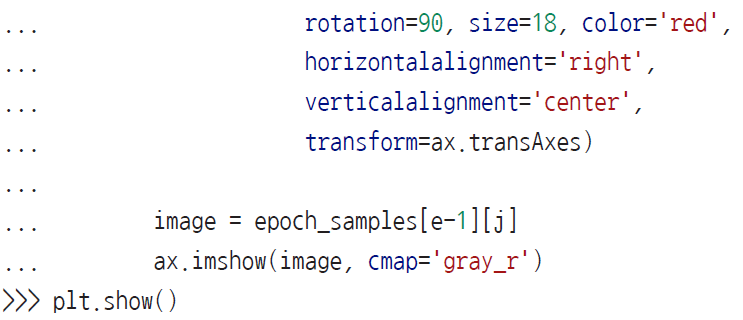 ...                     rotation=90, size=18, color='red',
...                     horizontalalignment='right',
...                     verticalalignment='center',
...                     transform=ax.transAxes)
...
...         image = epoch_samples[e-1][j]
...         ax.imshow(image, cmap='gray_r')
>>> plt.show()